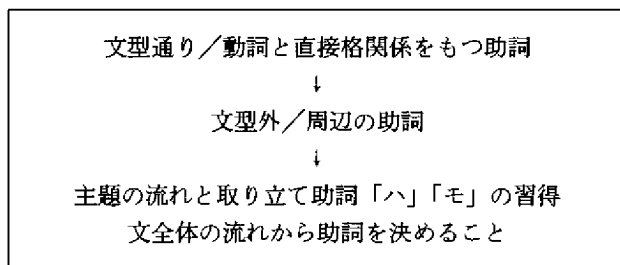 文型通り／動詞と直接格関係をもつ助詞
↓
文型外／周辺の助詞
↓
主題の流れと取り立て助詞「ハ」「モ」の習得
文全体の流れから助詞を決めること